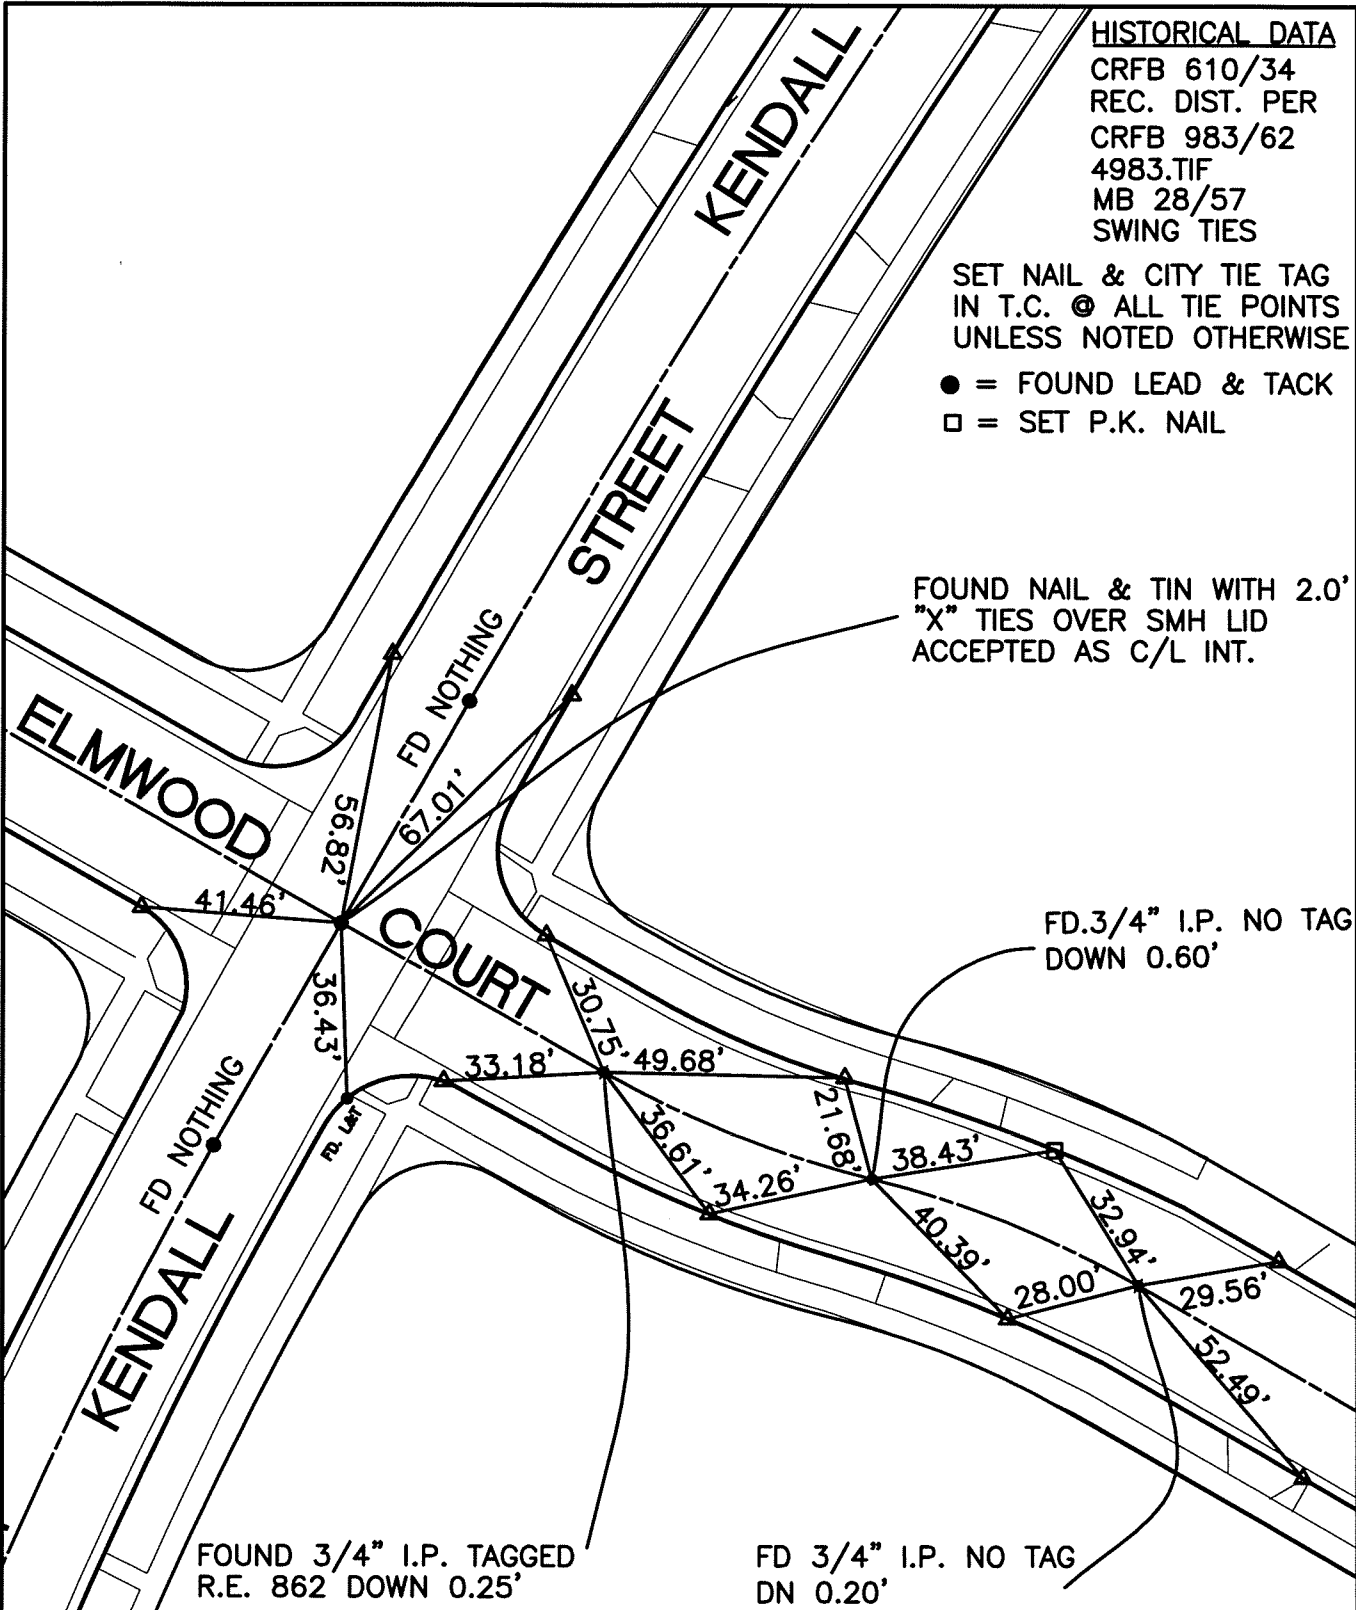 HISTORICAL DATA
CRFB 610/34
REC. DIST. PER
CRFB 983/62
4983.TIF
MB 28/57
SWING TIES
SET NAIL & CITY TIE TAG
IN T.C. @ ALL TIE POINTS
UNLESS NOTED OTHERWISE
● = FOUND LEAD & TACK
□ = SET P.K. NAIL
KENDALL
STREET
FOUND NAIL & TIN WITH 2.0'
"X" TIES OVER SMH LID
ACCEPTED AS C/L INT.
FD NOTHING
ELMWOOD
COURT
56.82'
67.01'
41.46'
36.43'
FD.3/4" I.P. NO TAG
DOWN 0.60'
30.75'
33.18'
49.68'
36.61'
34.26'
21.68'
38.43'
40.39'
32.94'
28.00'
29.56'
52.49'
FD. L&T
FD NOTHING
KENDALL
FOUND 3/4" I.P. TAGGED
R.E. 862 DOWN 0.25'
FD 3/4" I.P. NO TAG
DN 0.20'